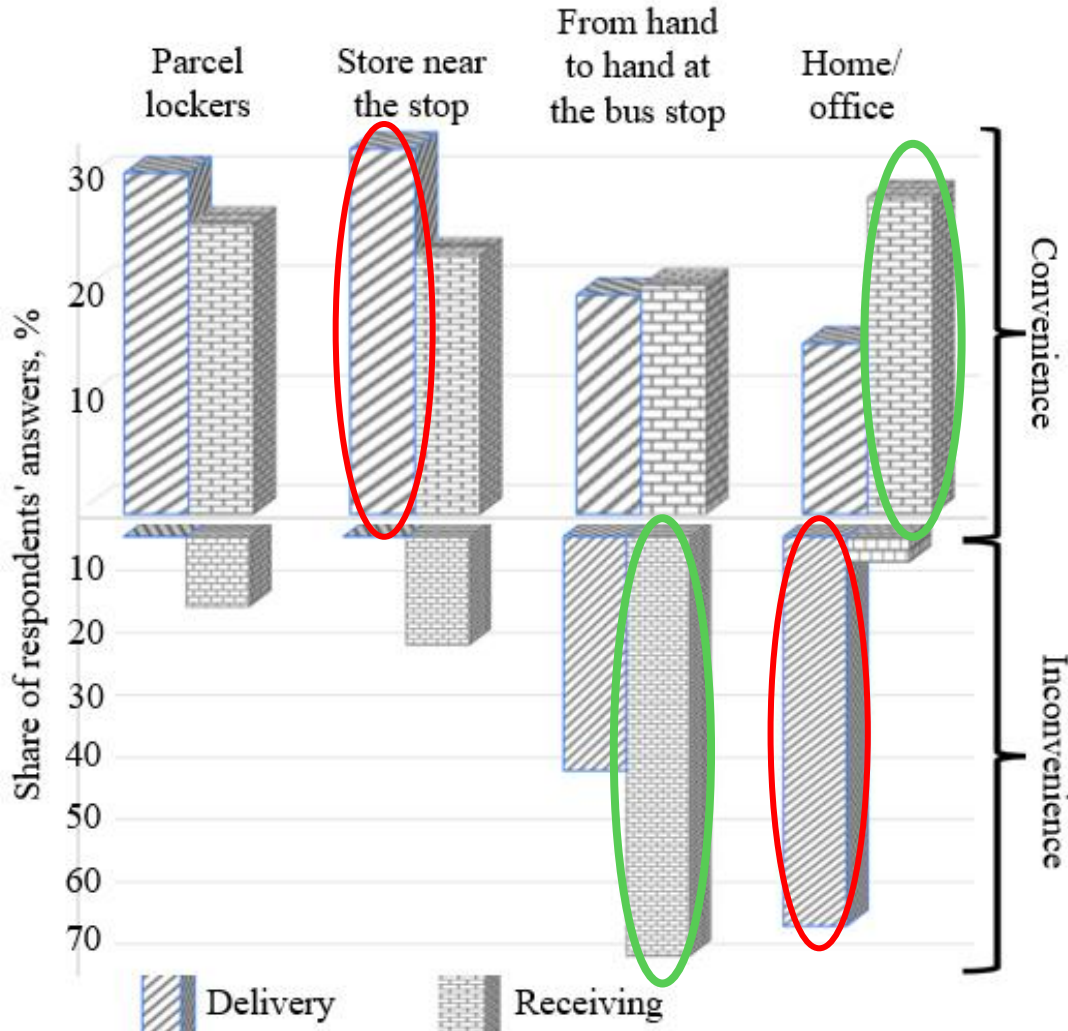 Parcel
lockers
Store near
the stop
From hand
to hand at
the bus stop
Home/
office
Share of respondents' answers, %
30
20
10
10
20
30
40
50
60
70
Convenience
Inconvenience
Delivery
Receiving